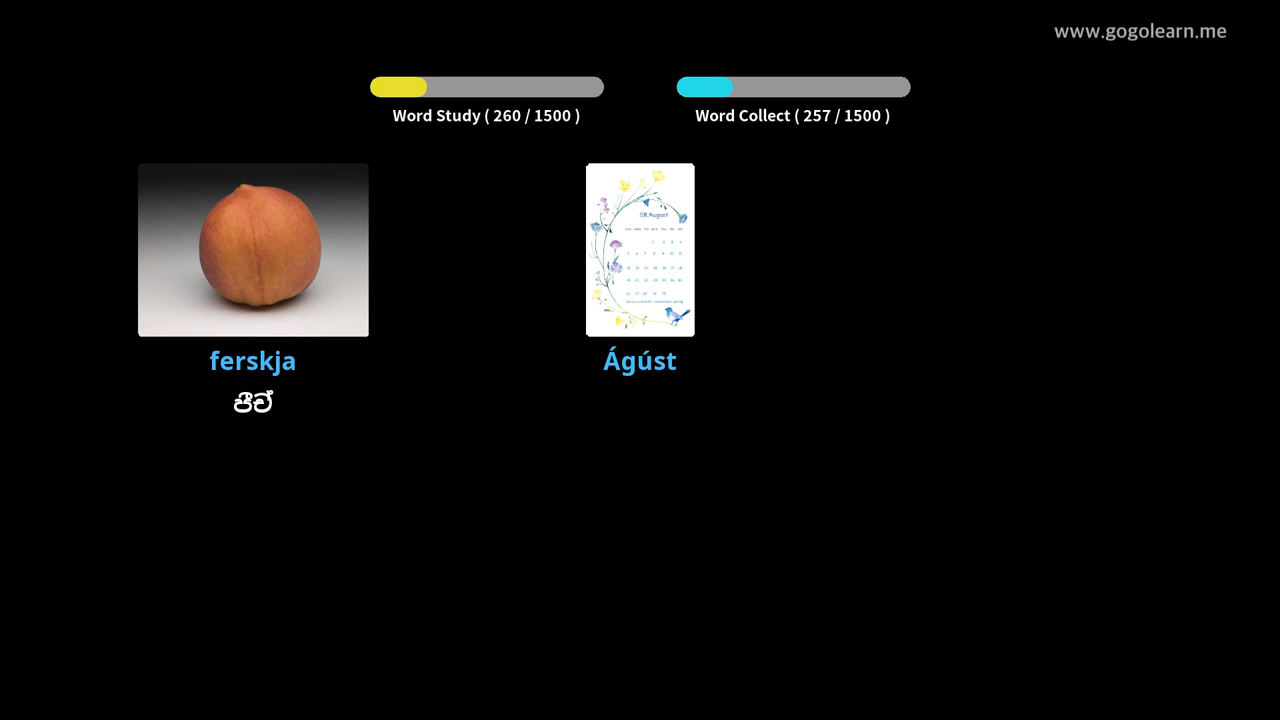 www.gogolearn.me
Word Study ( 260 / 1500 )
Word Collect ( 257 / 1500 )
08.August
ferskja
Ágúst
පීච්